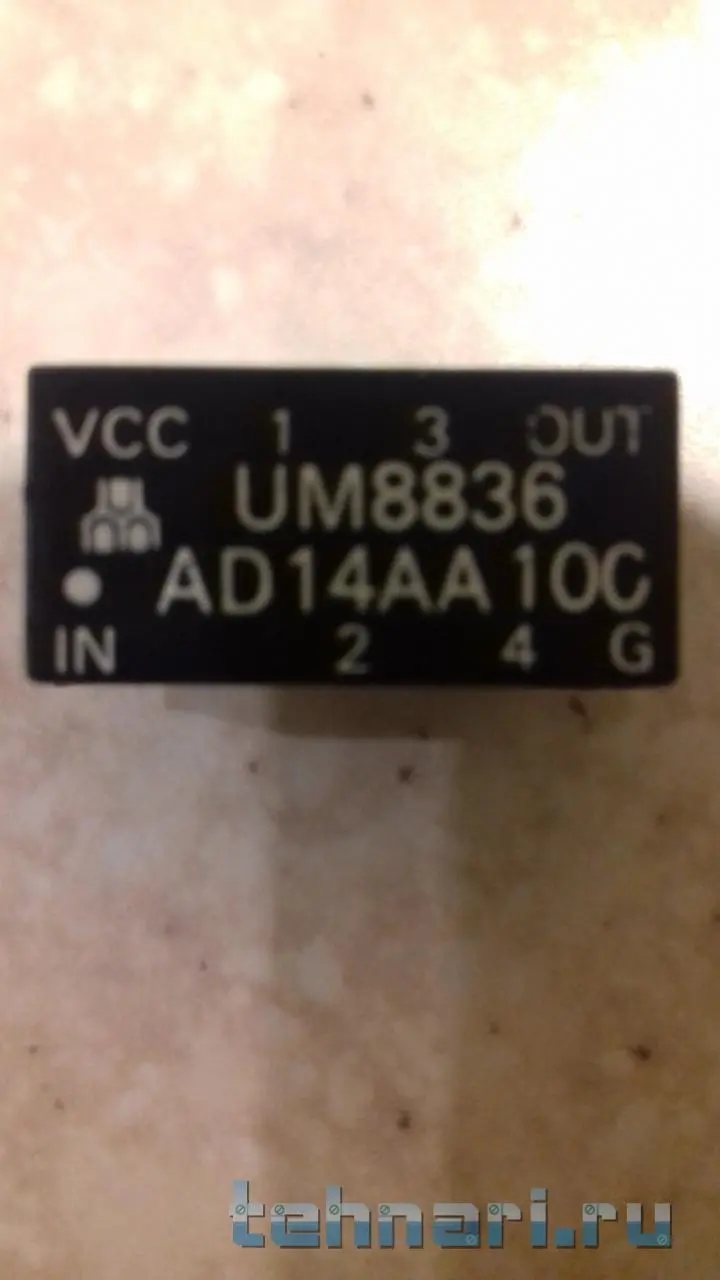 VCC 1 3 OUT
UM8836
AD14AA10C
IN 2 4 G
tehnari.ru